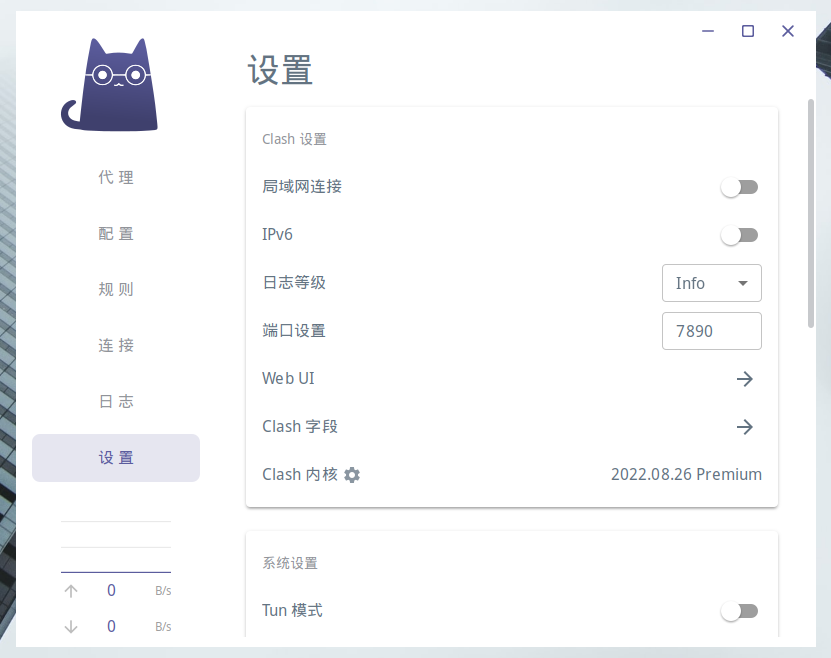 设置
代理
配置
规则
连接
日志
设置
0 B/s
0 B/s
Clash 设置
局域网连接
IPv6
日志等级 Info
端口设置 7890
Web UI
Clash 字段
Clash 内核 2022.08.26 Premium
系统设置
Tun 模式